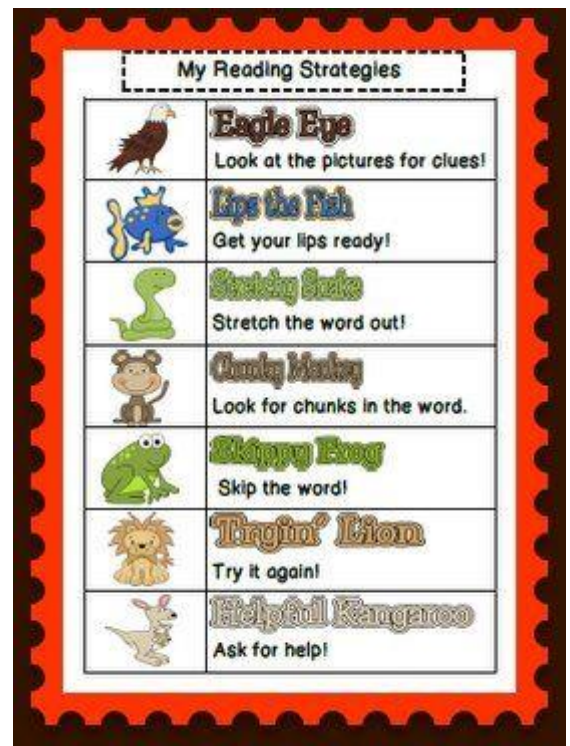 My Reading Strategies
Eagle Eye
Look at the pictures for clues!
Lips the Fish
Get your lips ready!
Stretchy Snake
Stretch the word out!
Chunky Monkey
Look for chunks in the word.
Skippy Frog
Skip the word!
Tryin' Lion
Try it again!
Helpful Kangaroo
Ask for help!